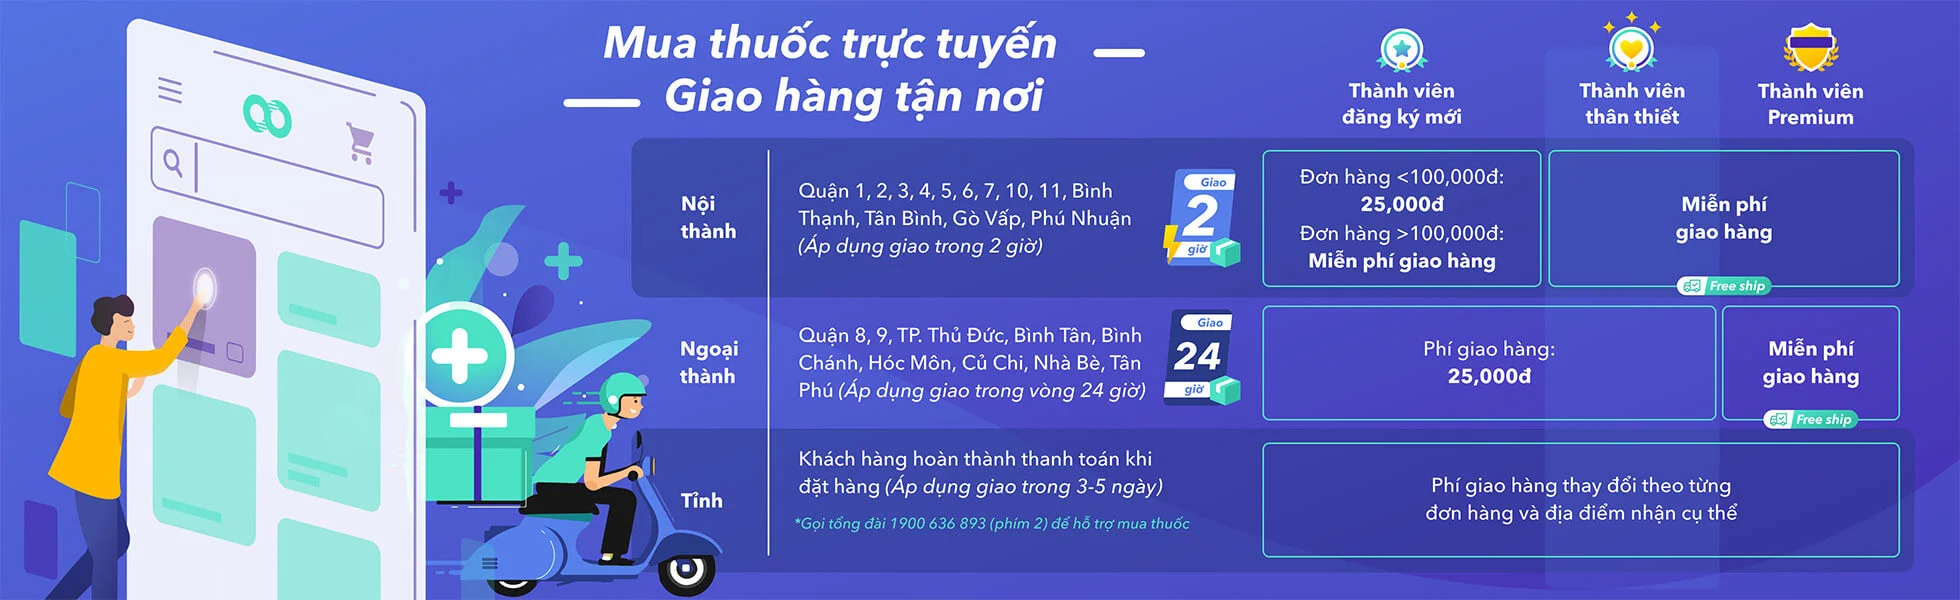 Mua thuốc trực tuyến
Giao hàng tận nơi
Thành viên
đăng ký mới
Thành viên
thân thiết
Thành viên
Premium
Nội
thành
Quận 1, 2, 3, 4, 5, 6, 7, 10, 11, Bình
Thạnh, Tân Bình, Gò Vấp, Phú Nhuận
(Áp dụng giao trong 2 giờ)
Giao
2
giờ
Đơn hàng <100,000đ:
25,000đ
Đơn hàng >100,000đ:
Miễn phí giao hàng
Miễn phí
giao hàng
Free ship
Ngoại
thành
Quận 8, 9, TP. Thủ Đức, Bình Tân, Bình
Chánh, Hóc Môn, Củ Chi, Nhà Bè, Tân
Phú (Áp dụng giao trong vòng 24 giờ)
Giao
24
giờ
Phí giao hàng:
25,000đ
Miễn phí
giao hàng
Free ship
Tỉnh
Khách hàng hoàn thành thanh toán khi
đặt hàng (Áp dụng giao trong 3-5 ngày)
*Gọi tổng đài 1900 636 893 (phím 2) để hỗ trợ mua thuốc
Phí giao hàng thay đổi theo từng
đơn hàng và địa điểm nhận cụ thể